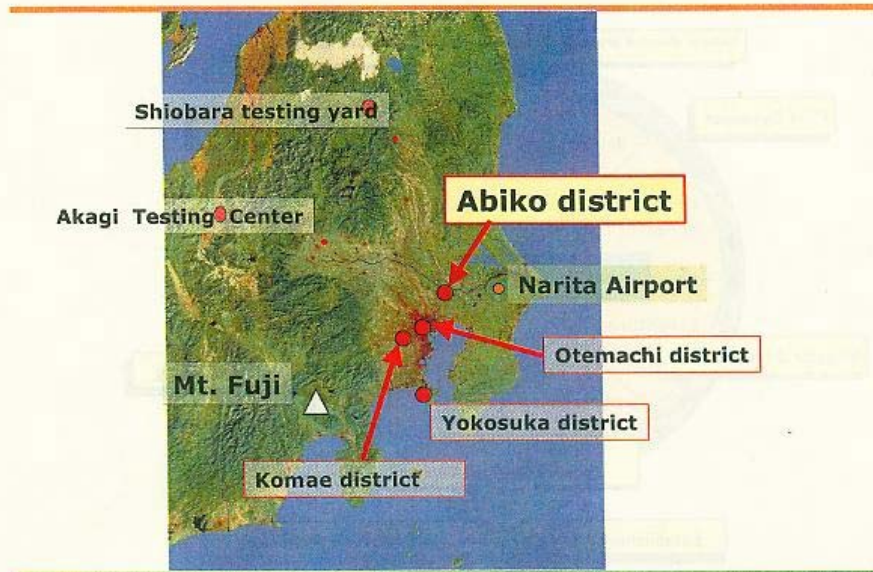 Shiobara testing yard
Akagi Testing Center
Abiko district
Narita Airport
Otemachi district
Mt. Fuji
Yokosuka district
Komae district